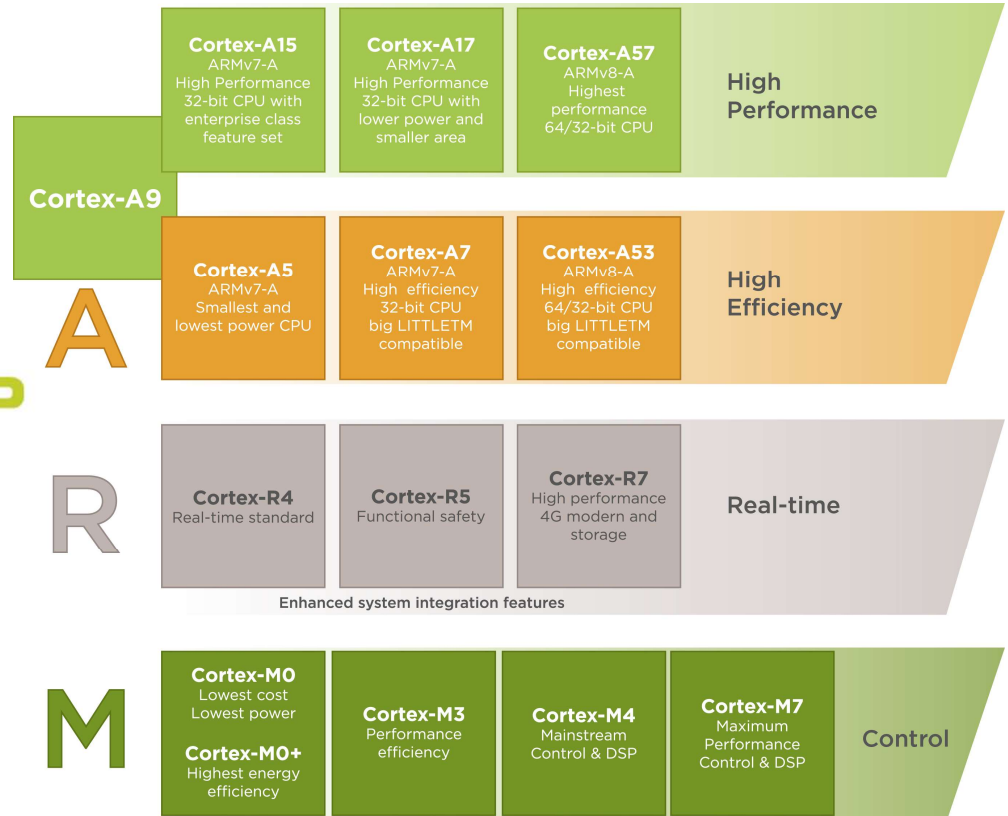 Cortex-A15
ARMv7-A
High Performance
32-bit CPU with
enterprise class
feature set
Cortex-A17
ARMv7-A
High Performance
32-bit CPU with
lower power and
smaller area
Cortex-A57
ARMv8-A
Highest
performance
64/32-bit CPU
High
Performance
Cortex-A9
Cortex-A5
ARMv7-A
Smallest and
lowest power CPU
Cortex-A7
ARMv7-A
High efficiency
32-bit CPU
big LITTLETM
compatible
Cortex-A53
ARMv8-A
High efficiency
64/32-bit CPU
big LITTLETM
compatible
High
Efficiency
A
R
Cortex-R4
Real-time standard
Cortex-R5
Functional safety
Cortex-R7
High performance
4G modern and
storage
Real-time
Enhanced system integration features
M
Cortex-M0
Lowest cost
Lowest power
Cortex-M0+
Highest energy
efficiency
Cortex-M3
Performance
efficiency
Cortex-M4
Mainstream
Control & DSP
Cortex-M7
Maximum
Performance
Control & DSP
Control